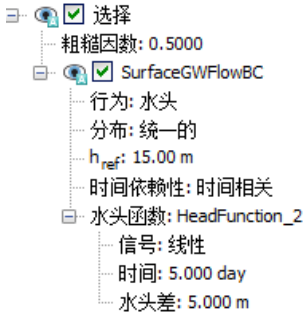 选择
粗糙因数: 0.5000
SurfaceGWFlowBC
行为: 水头
分布: 统一的
href: 15.00 m
时间依赖性: 时间相关
水头函数: HeadFunction_2
信号: 线性
时间: 5.000 day
水头差: 5.000 m